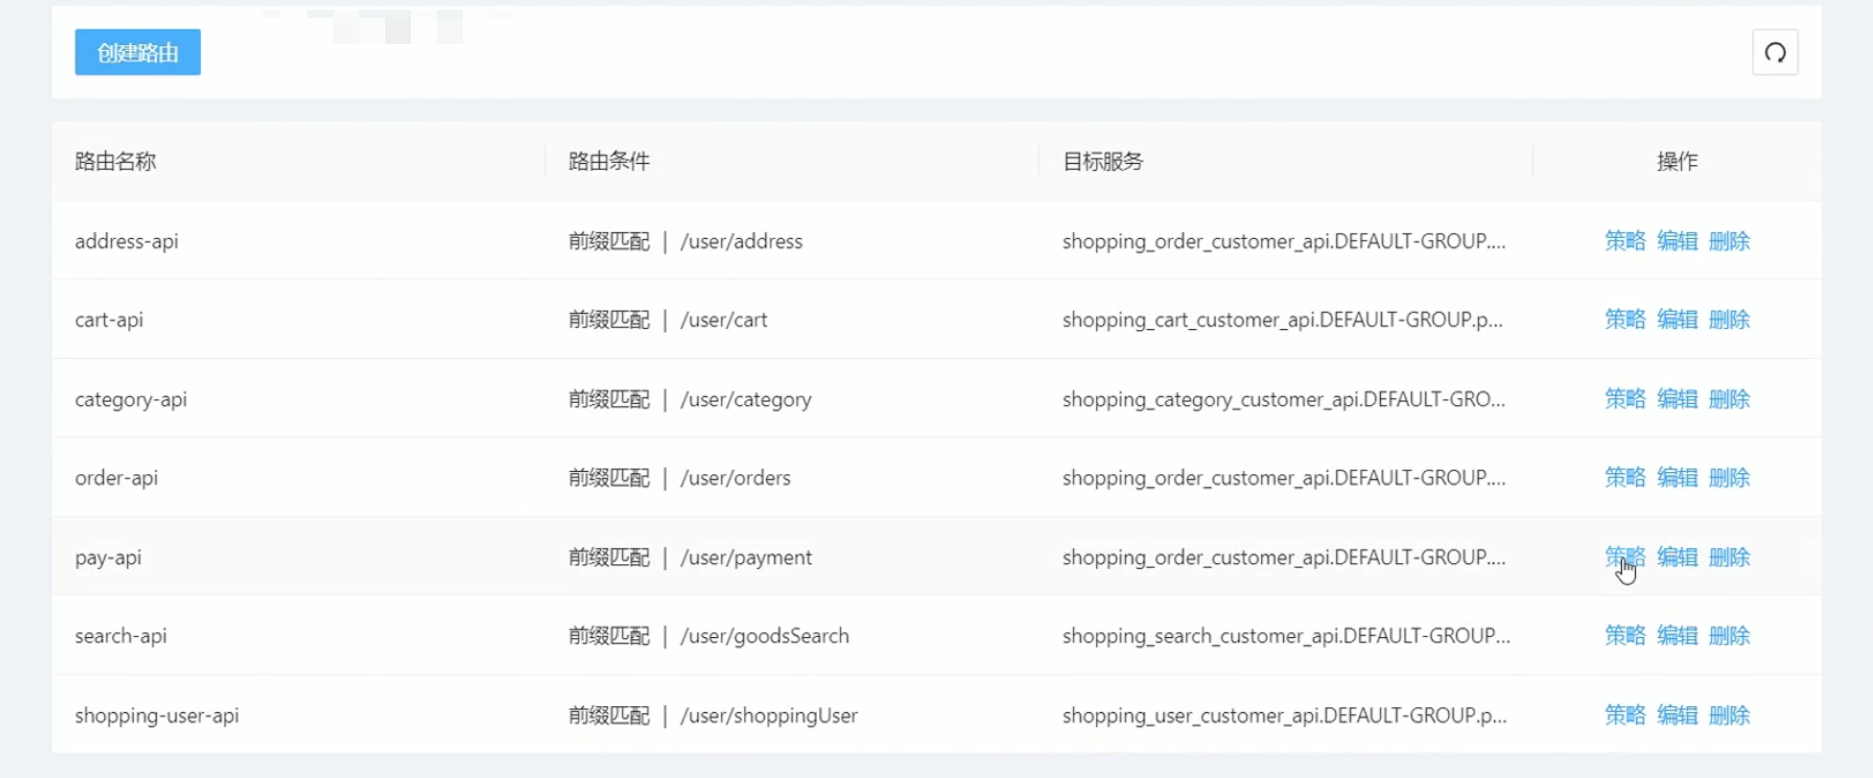 创建路由
路由名称 路由条件 目标服务 操作
address-api 前缀匹配 | /user/address shopping_order_customer_api.DEFAULT-GROUP.... 策略 编辑 删除
cart-api 前缀匹配 | /user/cart shopping_cart_customer_api.DEFAULT-GROUP.p... 策略 编辑 删除
category-api 前缀匹配 | /user/category shopping_category_customer_api.DEFAULT-GRO... 策略 编辑 删除
order-api 前缀匹配 | /user/orders shopping_order_customer_api.DEFAULT-GROUP.... 策略 编辑 删除
pay-api 前缀匹配 | /user/payment shopping_order_customer_api.DEFAULT-GROUP.... 策略 编辑 删除
search-api 前缀匹配 | /user/goodsSearch shopping_search_customer_api.DEFAULT-GROUP... 策略 编辑 删除
shopping-user-api 前缀匹配 | /user/shoppingUser shopping_user_customer_api.DEFAULT-GROUP.p... 策略 编辑 删除